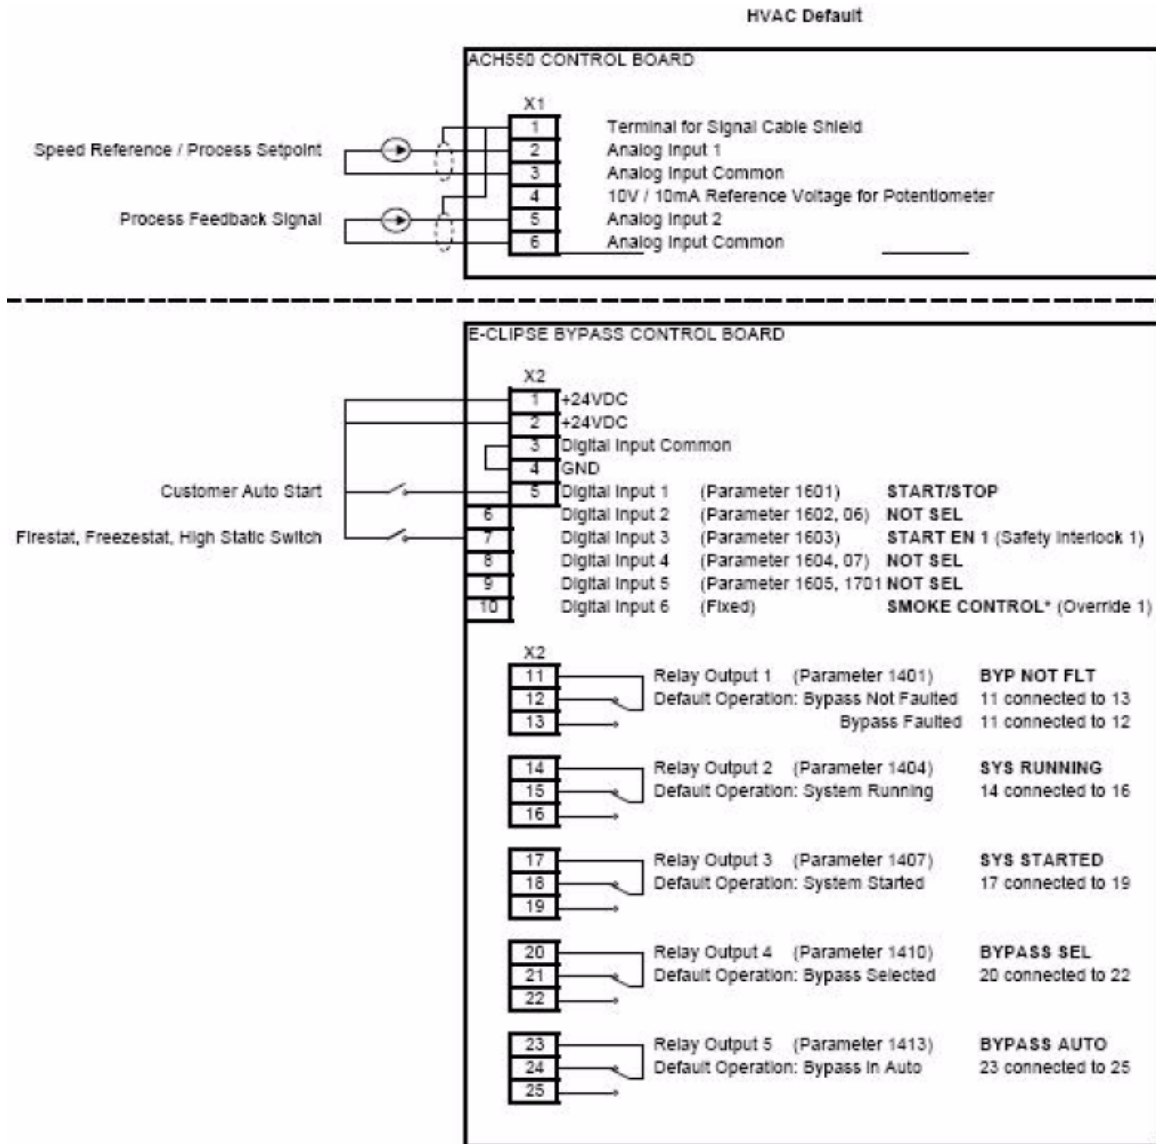 HVAC Default
ACH550 CONTROL BOARD
X1
1 Terminal for Signal Cable Shield
Speed Reference / Process Setpoint 2 Analog Input 1
3 Analog Input Common
4 10V / 10mA Reference Voltage for Potentiometer
Process Feedback Signal 5 Analog Input 2
6 Analog Input Common
E-CLIPSE BYPASS CONTROL BOARD
X2
1 +24VDC
2 +24VDC
3 Digital Input Common
4 GND
Customer Auto Start 5 Digital Input 1 (Parameter 1601) START/STOP
6 Digital Input 2 (Parameter 1602, 06) NOT SEL
Firestat, Freezestat, High Static Switch 7 Digital Input 3 (Parameter 1603) START EN 1 (Safety Interlock 1)
8 Digital Input 4 (Parameter 1604, 07) NOT SEL
9 Digital Input 5 (Parameter 1605, 1701 NOT SEL
10 Digital Input 6 (Fixed) SMOKE CONTROL* (Override 1)
X2
11 Relay Output 1 (Parameter 1401) BYP NOT FLT
12 Default Operation: Bypass Not Faulted 11 connected to 13
13 Bypass Faulted 11 connected to 12
14 Relay Output 2 (Parameter 1404) SYS RUNNING
15 Default Operation: System Running 14 connected to 16
16
17 Relay Output 3 (Parameter 1407) SYS STARTED
18 Default Operation: System Started 17 connected to 19
19
20 Relay Output 4 (Parameter 1410) BYPASS SEL
21 Default Operation: Bypass Selected 20 connected to 22
22
23 Relay Output 5 (Parameter 1413) BYPASS AUTO
24 Default Operation: Bypass In Auto 23 connected to 25
25